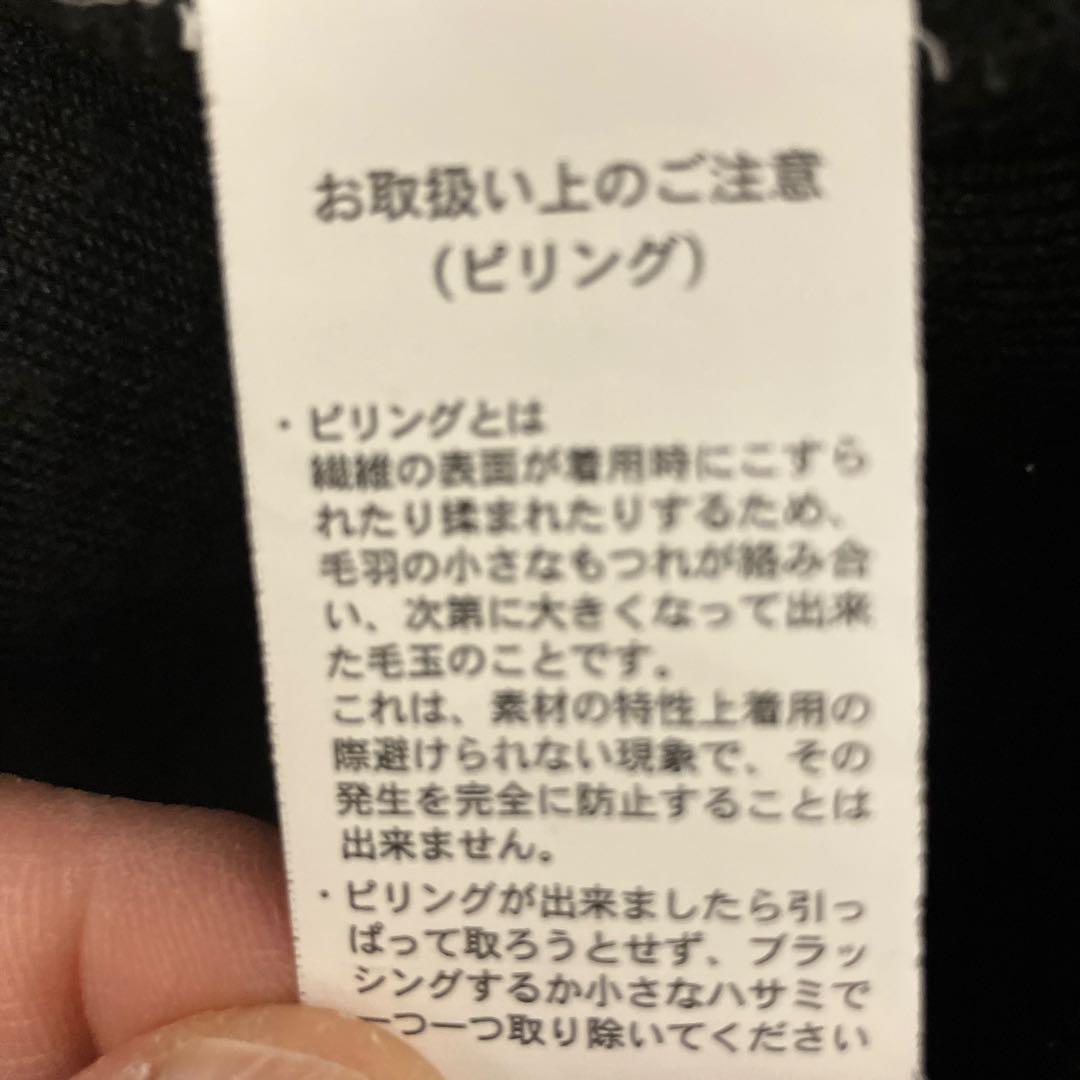 お取扱い上のご注意
(ピリング)
・ピリングとは
繊維の表面が着用時にこすら
れたり揉まれたりするため、
毛羽の小さなもつれが絡み合
い、次第に大きくなって出来
た毛玉のことです。
これは、素材の特性上着用の
際避けられない現象で、その
発生を完全に防止することは
出来ません。
・ピリングが出来ましたら引っ
ぱって取ろうとせず、ブラッ
シングするか小さなハサミで
一つ一つ取り除いてください